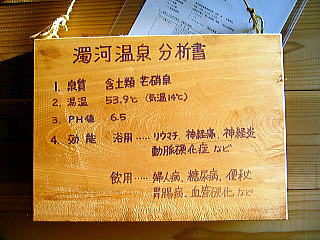 濁河温泉 分析書
1. 泉質 含土類 芒硝泉
2. 湯温 53.9℃ (気温14℃)
3. PH値 6.5
4. 効能 浴用……リウマチ、神経痛、神経炎
動脈硬化症 など
飲用……婦人病、糖尿病、便秘
胃腸病、血管硬化 など